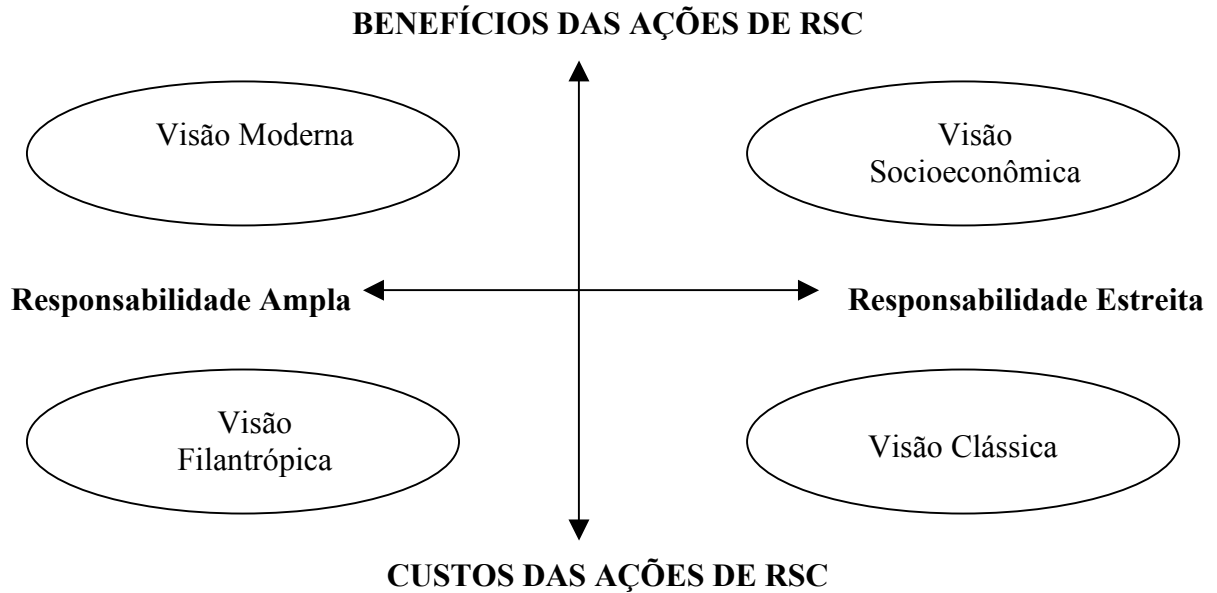 BENEFÍCIOS DAS AÇÕES DE RSC
Visão Moderna
Visão
Socioeconômica
Responsabilidade Ampla
Responsabilidade Estreita
Visão
Filantrópica
Visão Clássica
CUSTOS DAS AÇÕES DE RSC